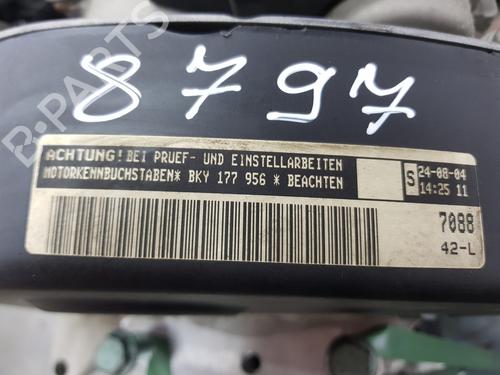 8797
ACHTUNG! BEI PRUEF- UND EINSTELLARBEITEN
MOTORKENNBUCHSTABEN* BKY 177 956 * BEACHTEN
S
24-08-04
14:25 11
7088
42-L
B-PARTS